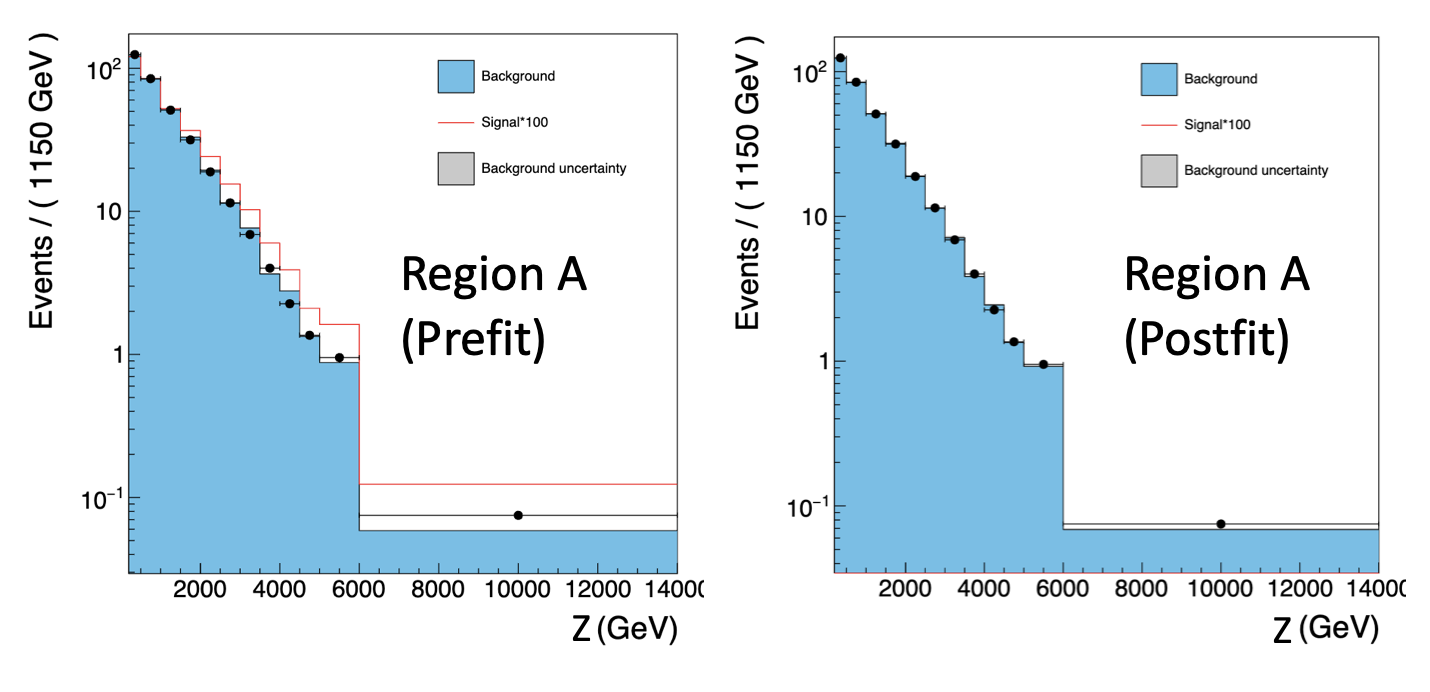 Events / ( 1150 GeV )
10²
10
1
10⁻¹
Background
Signal*100
Background uncertainty
Region A
(Prefit)
2000 4000 6000 8000 10000 12000 1400
Z (GeV)
Events / ( 1150 GeV )
10²
10
1
10⁻¹
Background
Signal*100
Background uncertainty
Region A
(Postfit)
2000 4000 6000 8000 10000 12000 1400
Z (GeV)